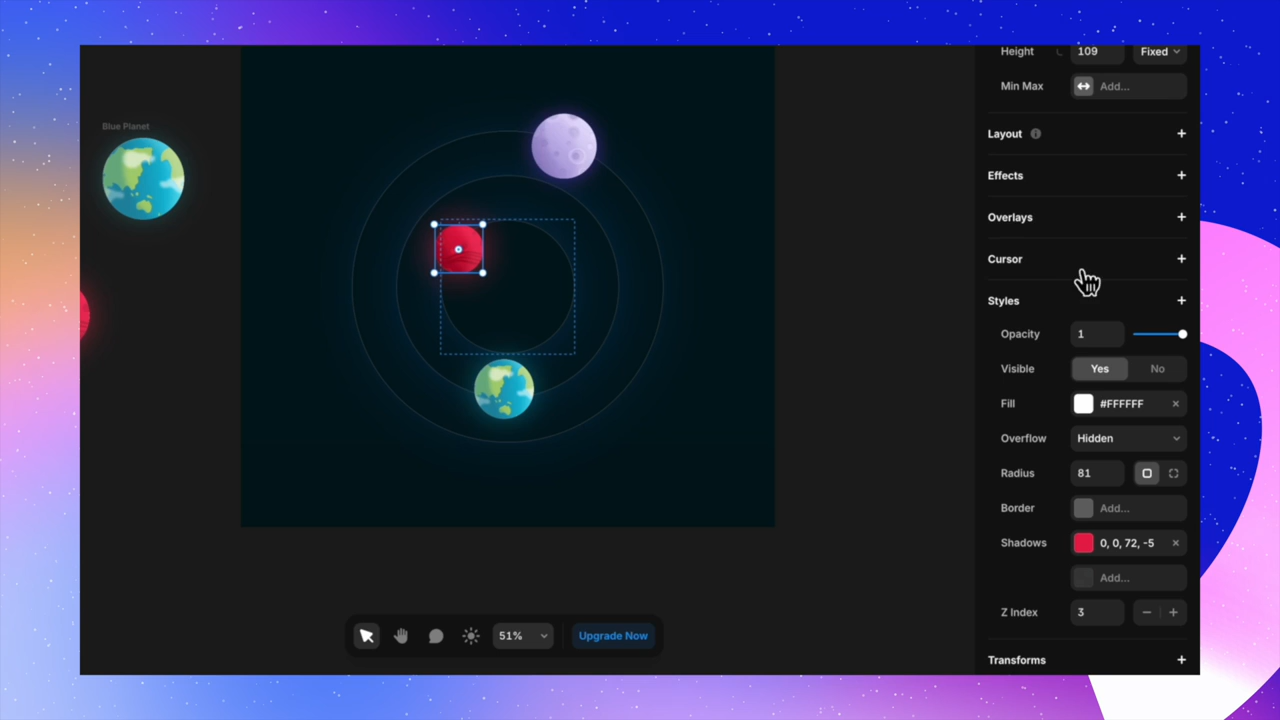 Height 109 Fixed
Min Max Add...
Blue Planet
Layout
Effects
Overlays
Cursor
Styles
Opacity 1
Visible Yes No
Fill #FFFFFF
Overflow Hidden
Radius 81
Border Add...
Shadows 0, 0, 72, -5
Add...
Z Index 3
51% Upgrade Now
Transforms